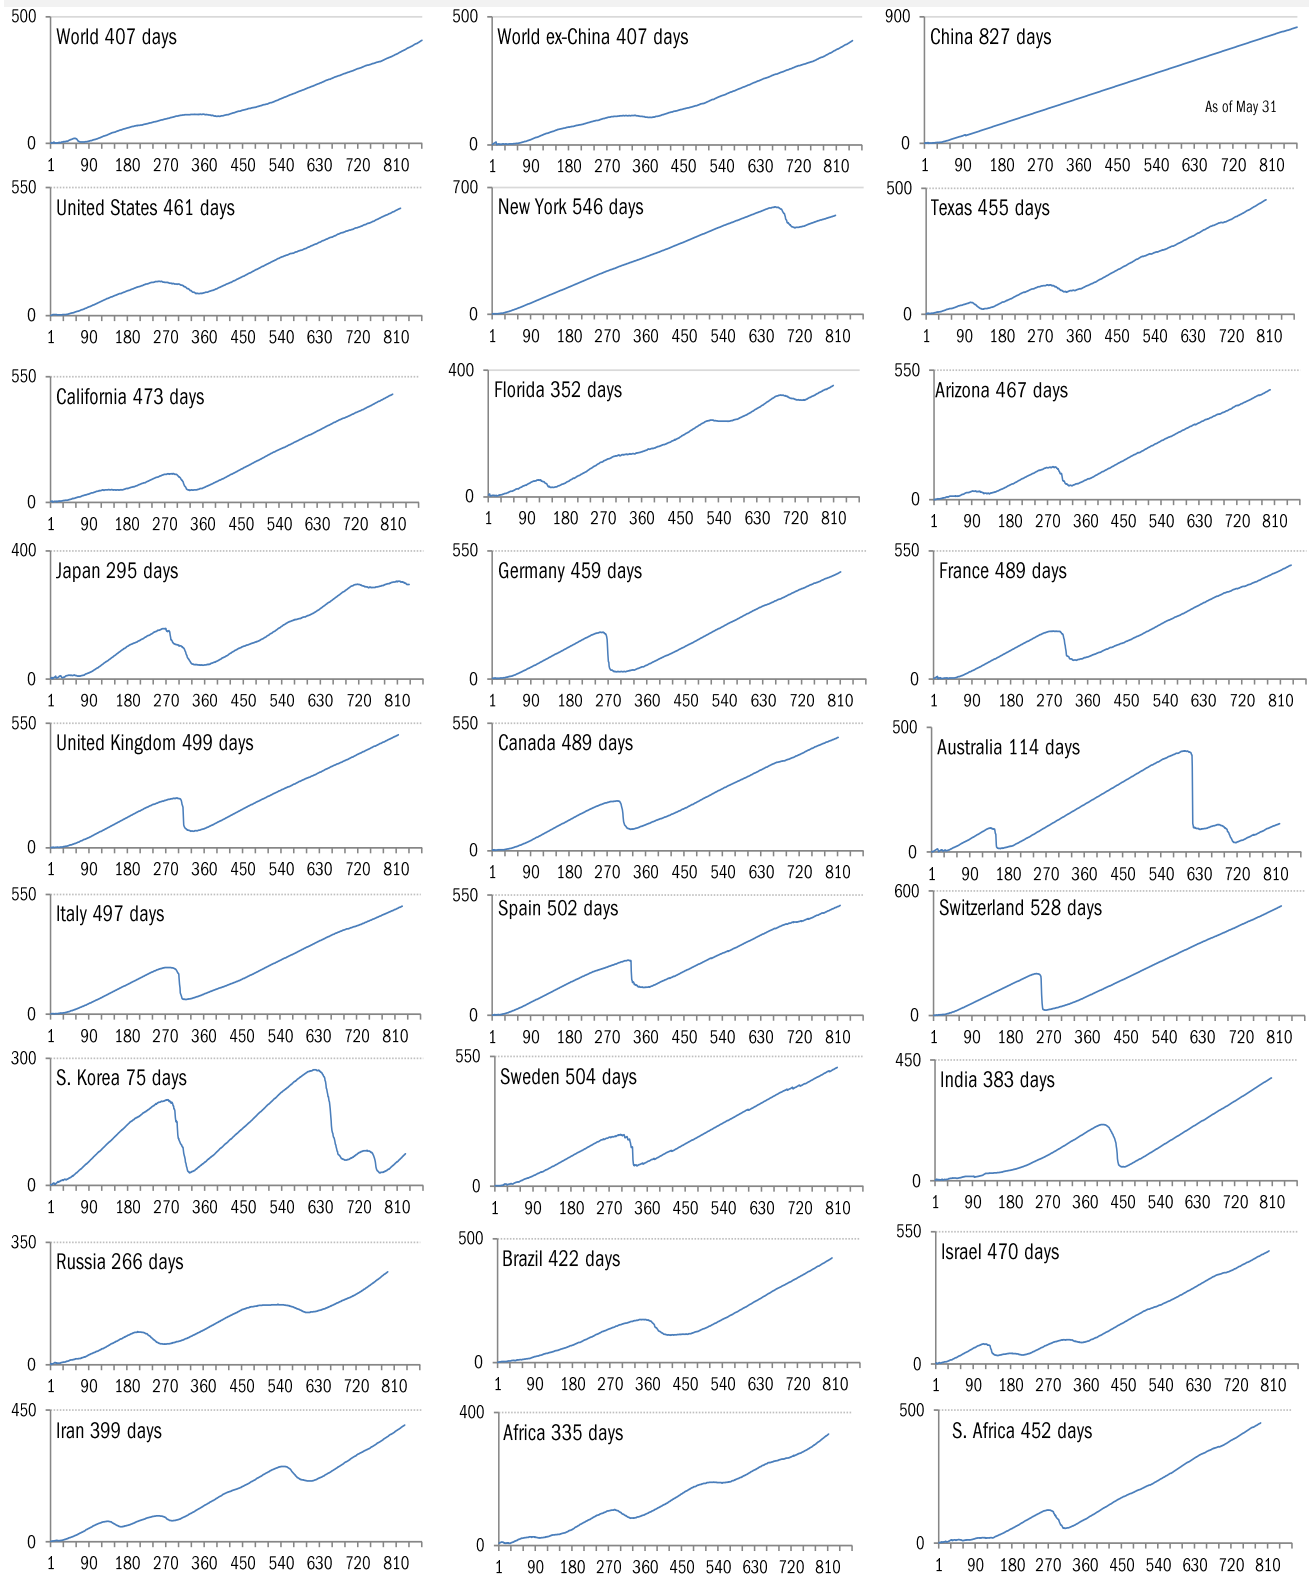 500
World 407 days
0
1 90 180 270 360 450 540 630 720 810
500
World ex-China 407 days
0
1 90 180 270 360 450 540 630 720 810
900
China 827 days
As of May 31
0
1 90 180 270 360 450 540 630 720 810
550
United States 461 days
0
1 90 180 270 360 450 540 630 720 810
700
New York 546 days
0
1 90 180 270 360 450 540 630 720 810
500
Texas 455 days
0
1 90 180 270 360 450 540 630 720 810
550
California 473 days
0
1 90 180 270 360 450 540 630 720 810
400
Florida 352 days
0
1 90 180 270 360 450 540 630 720 810
550
Arizona 467 days
0
1 90 180 270 360 450 540 630 720 810
400
Japan 295 days
0
1 90 180 270 360 450 540 630 720 810
550
Germany 459 days
0
1 90 180 270 360 450 540 630 720 810
550
France 489 days
0
1 90 180 270 360 450 540 630 720 810
550
United Kingdom 499 days
0
1 90 180 270 360 450 540 630 720 810
550
Canada 489 days
0
1 90 180 270 360 450 540 630 720 810
500
Australia 114 days
0
1 90 180 270 360 450 540 630 720 810
550
Italy 497 days
0
1 90 180 270 360 450 540 630 720 810
550
Spain 502 days
0
1 90 180 270 360 450 540 630 720 810
600
Switzerland 528 days
0
1 90 180 270 360 450 540 630 720 810
300
S. Korea 75 days
0
1 90 180 270 360 450 540 630 720 810
550
Sweden 504 days
0
1 90 180 270 360 450 540 630 720 810
450
India 383 days
0
1 90 180 270 360 450 540 630 720 810
350
Russia 266 days
0
1 90 180 270 360 450 540 630 720 810
500
Brazil 422 days
0
1 90 180 270 360 450 540 630 720 810
550
Israel 470 days
0
1 90 180 270 360 450 540 630 720 810
450
Iran 399 days
0
1 90 180 270 360 450 540 630 720 810
400
Africa 335 days
0
1 90 180 270 360 450 540 630 720 810
500
S. Africa 452 days
0
1 90 180 270 360 450 540 630 720 810